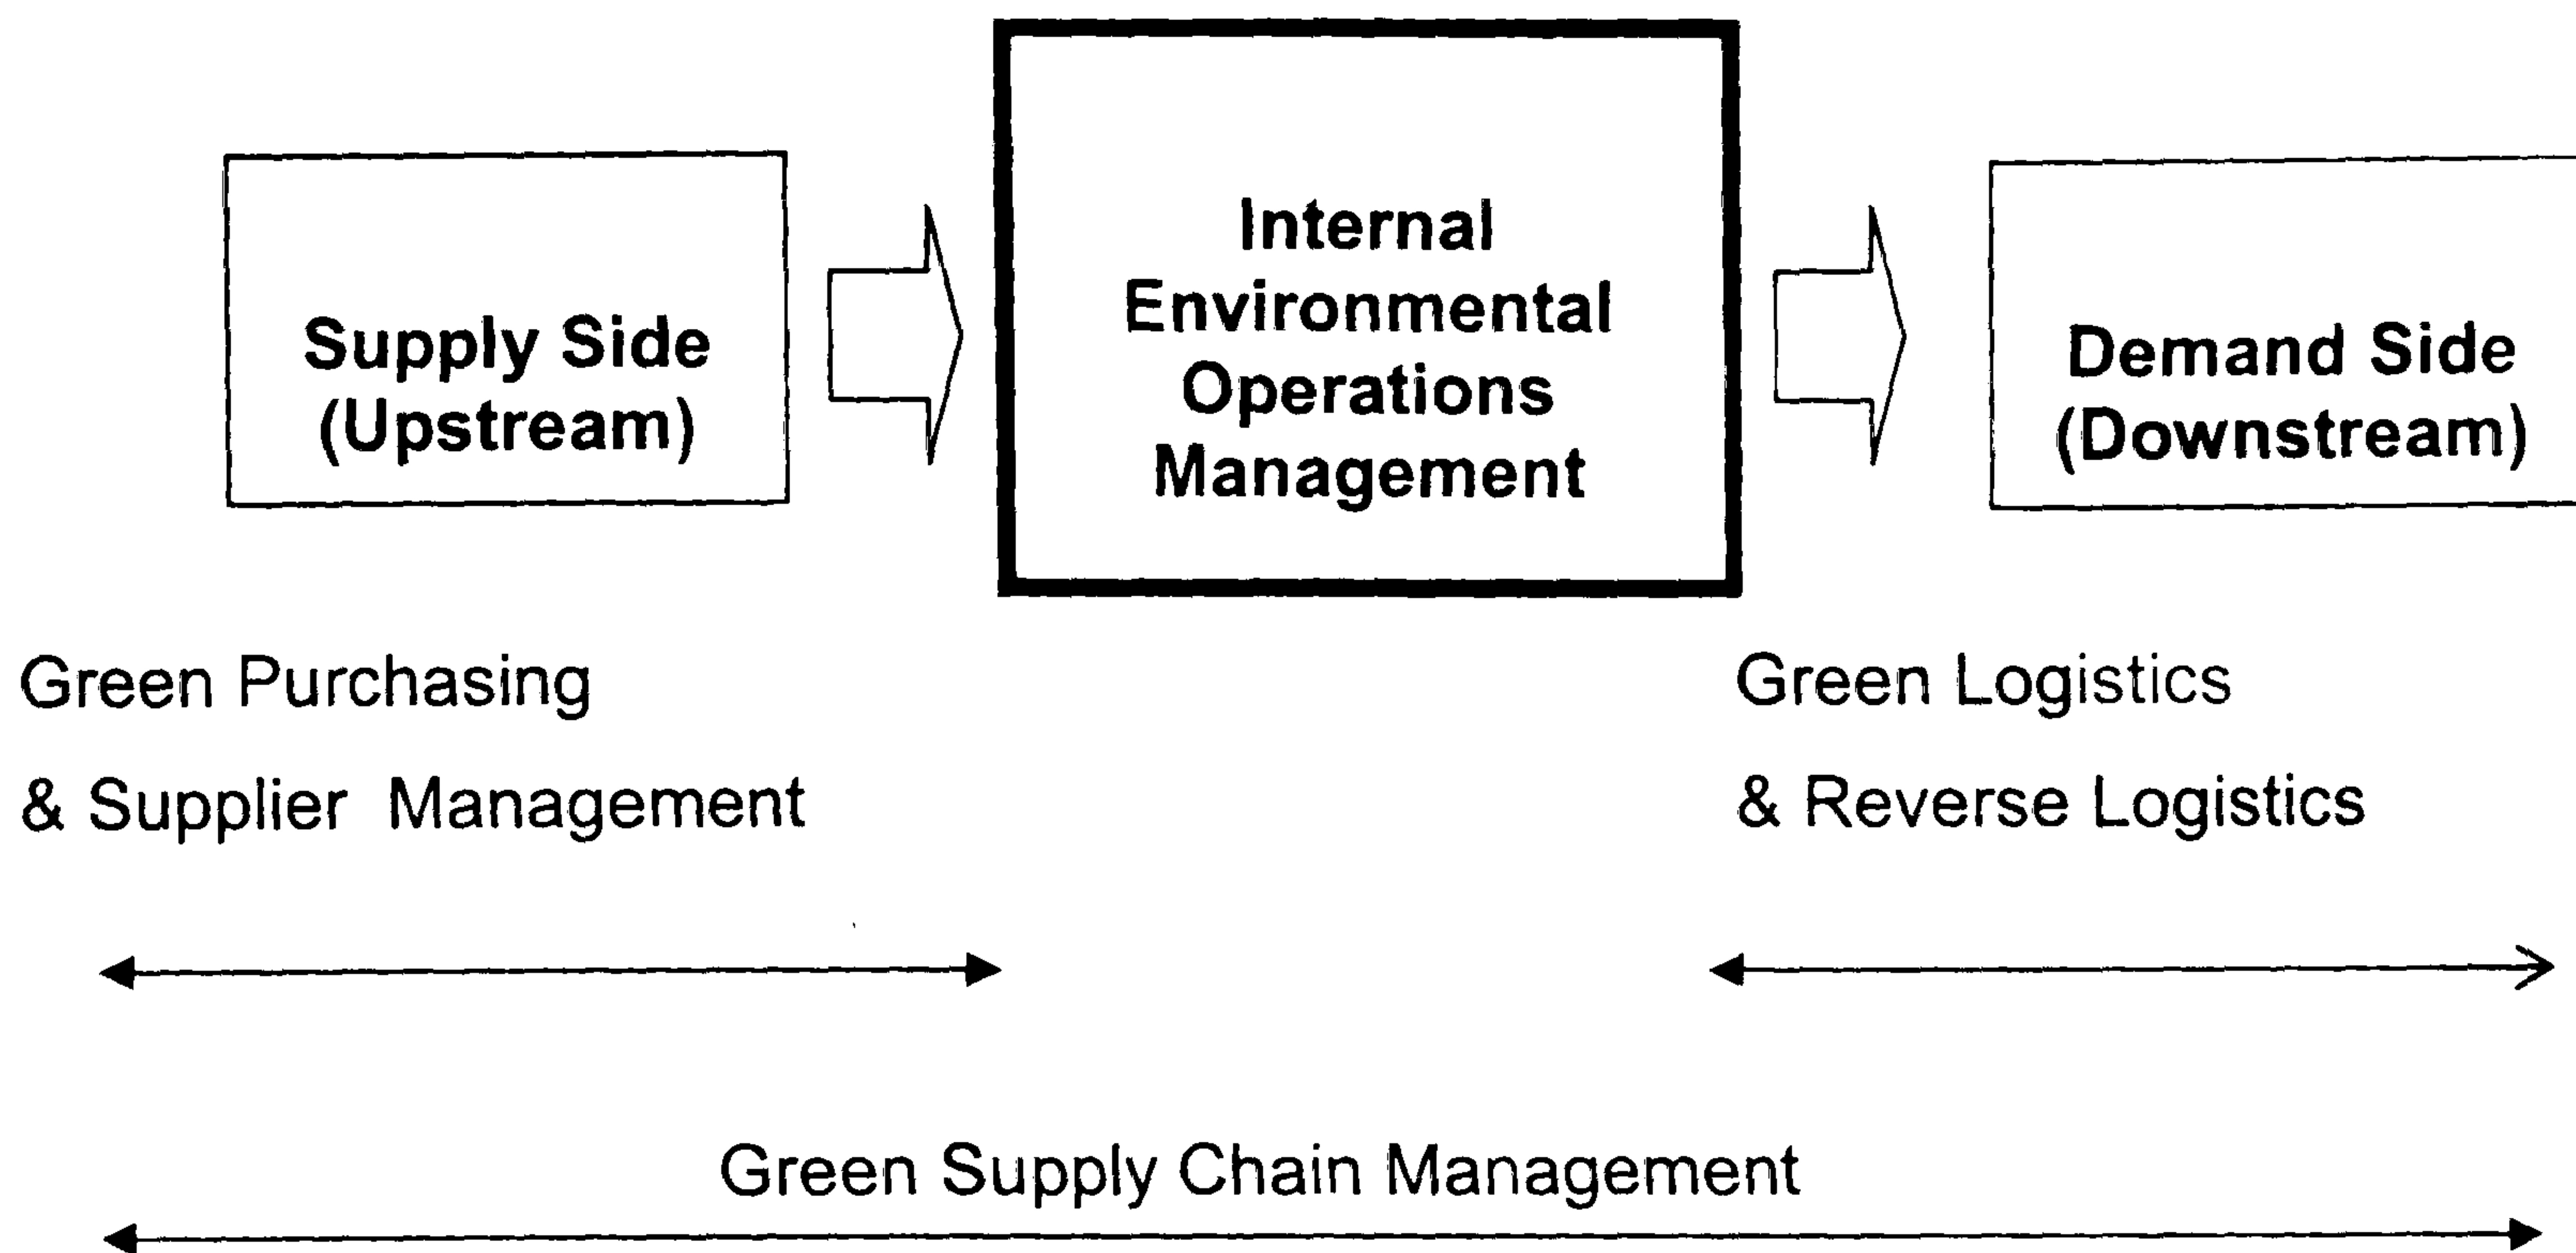 Supply Side
(Upstream)
Internal
Environmental
Operations
Management
Demand Side
(Downstream)
Green Purchasing
& Supplier Management
Green Logistics
& Reverse Logistics
Green Supply Chain Management